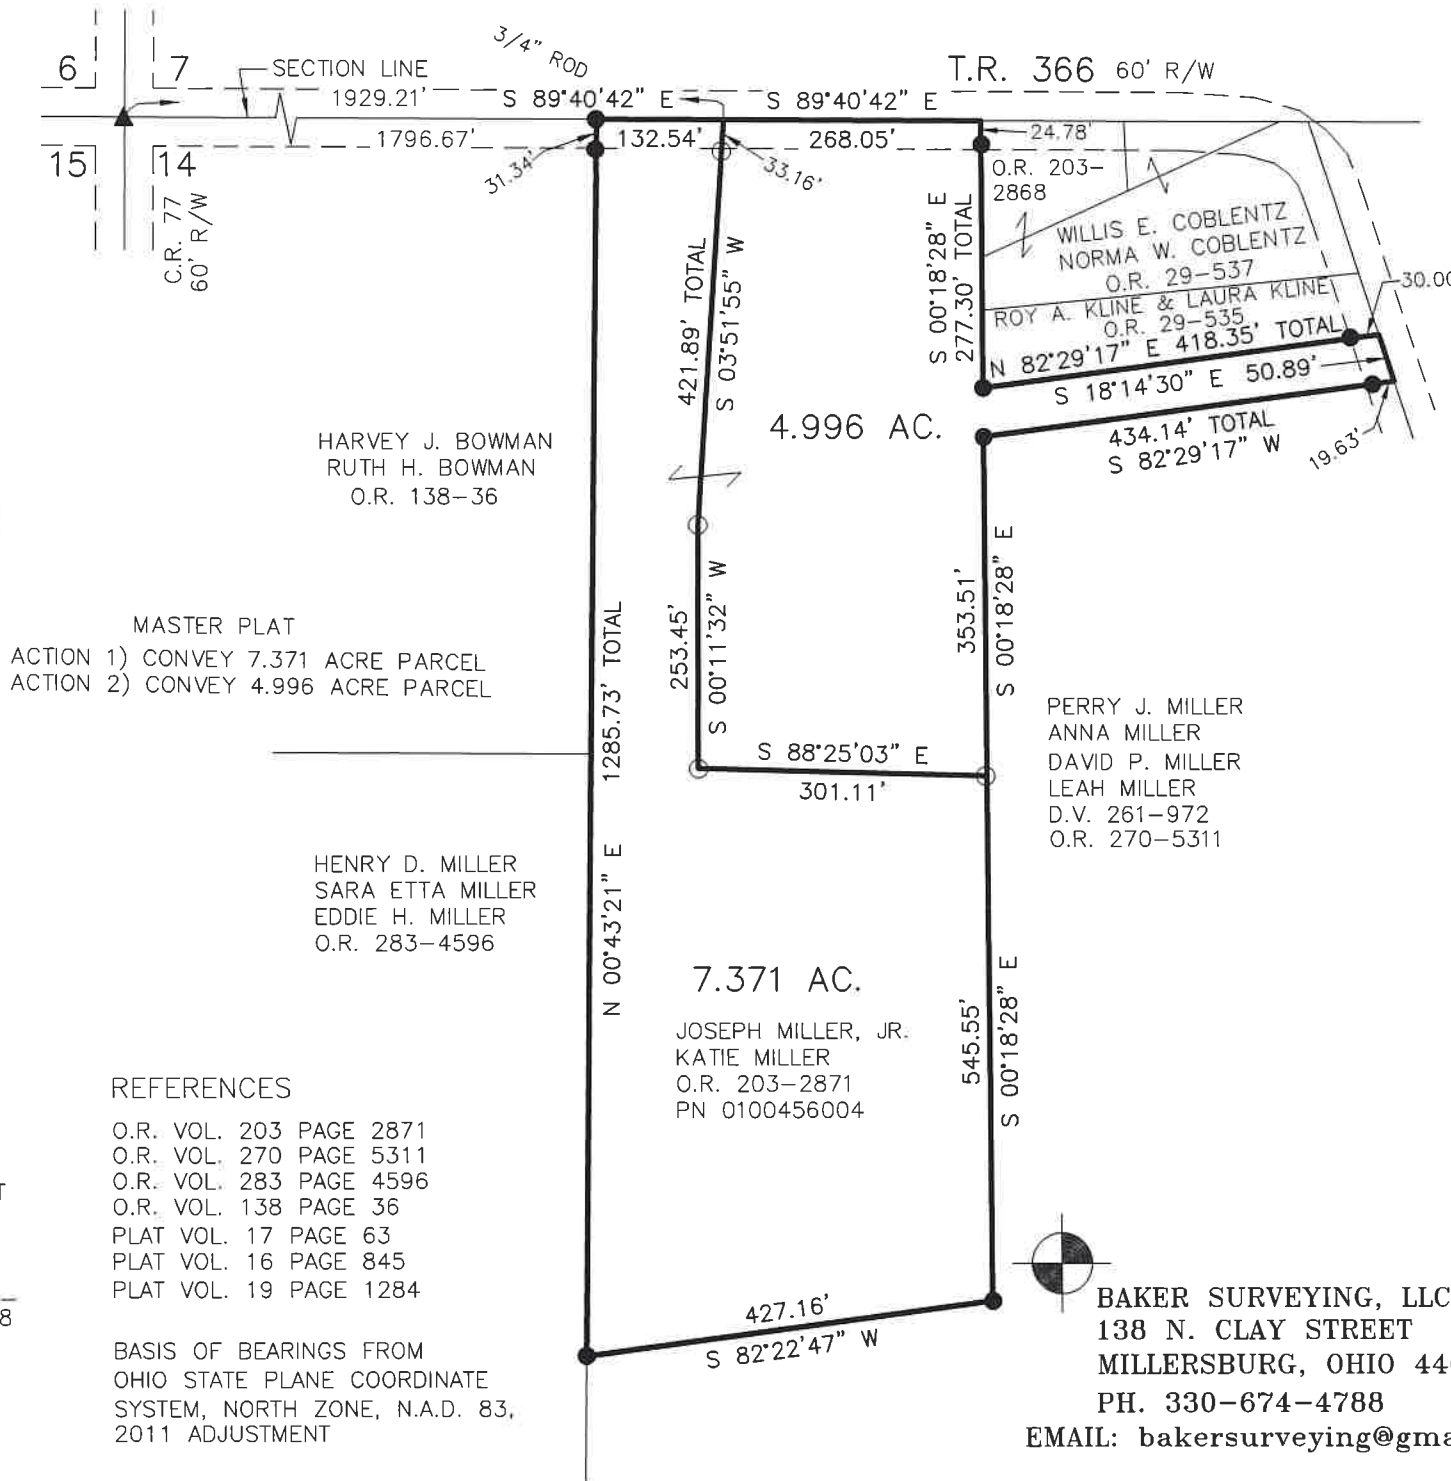 3/4" ROD
6
7
SECTION LINE
1929.21'
S 89°40'42" E
S 89°40'42" E
T.R. 366 60' R/W
1796.67'
132.54'
268.05'
24.78'
15
14
31.34'
33.16'
C.R. 77
60' R/W
O.R. 203-
2868
WILLIS E. COBLENTZ
NORMA W. COBLENTZ
O.R. 29-537
ROY A. KLINE & LAURA KLINE
O.R. 29-535
30.00
S 00°18'28" E
277.30' TOTAL
N 82°29'17" E 418.35' TOTAL
S 18°14'30" E 50.89'
434.14' TOTAL
S 82°29'17" W
19.63'
421.89' TOTAL
S 03°51'55" W
4.996 AC.
HARVEY J. BOWMAN
RUTH H. BOWMAN
O.R. 138-36
253.45'
S 00°11'32" W
353.51'
S 00°18'28" E
MASTER PLAT
ACTION 1) CONVEY 7.371 ACRE PARCEL
ACTION 2) CONVEY 4.996 ACRE PARCEL
N 00°43'21" E 1285.73' TOTAL
S 88°25'03" E
301.11'
PERRY J. MILLER
ANNA MILLER
DAVID P. MILLER
LEAH MILLER
D.V. 261-972
O.R. 270-5311
HENRY D. MILLER
SARA ETTA MILLER
EDDIE H. MILLER
O.R. 283-4596
7.371 AC.
JOSEPH MILLER, JR.
KATIE MILLER
O.R. 203-2871
PN 0100456004
545.55'
S 00°18'28" E
REFERENCES
O.R. VOL. 203 PAGE 2871
O.R. VOL. 270 PAGE 5311
O.R. VOL. 283 PAGE 4596
O.R. VOL. 138 PAGE 36
PLAT VOL. 17 PAGE 63
PLAT VOL. 16 PAGE 845
PLAT VOL. 19 PAGE 1284
T
8
BASIS OF BEARINGS FROM
OHIO STATE PLANE COORDINATE
SYSTEM, NORTH ZONE, N.A.D. 83,
2011 ADJUSTMENT
427.16'
S 82°22'47" W
BAKER SURVEYING, LLC
138 N. CLAY STREET
MILLERSBURG, OHIO 44
PH. 330-674-4788
EMAIL: bakersurveying@gma